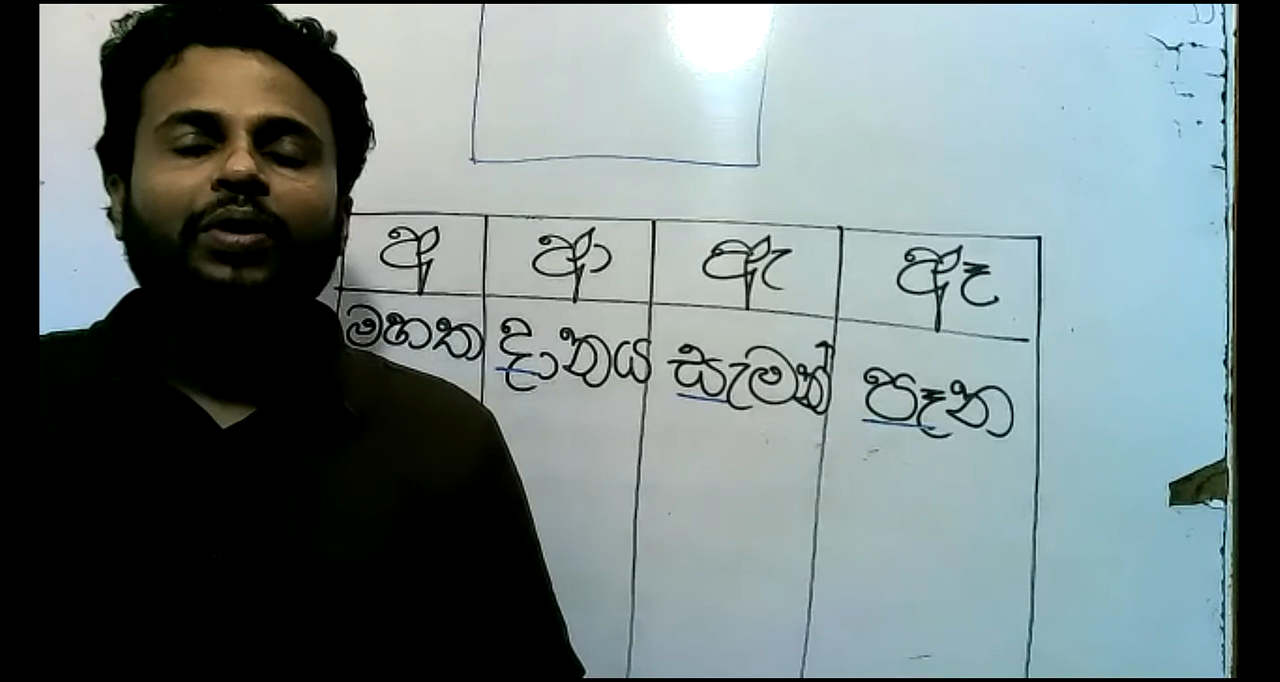 අ ආ ඇ ඈ
මහත දානය සැමන් පෑන